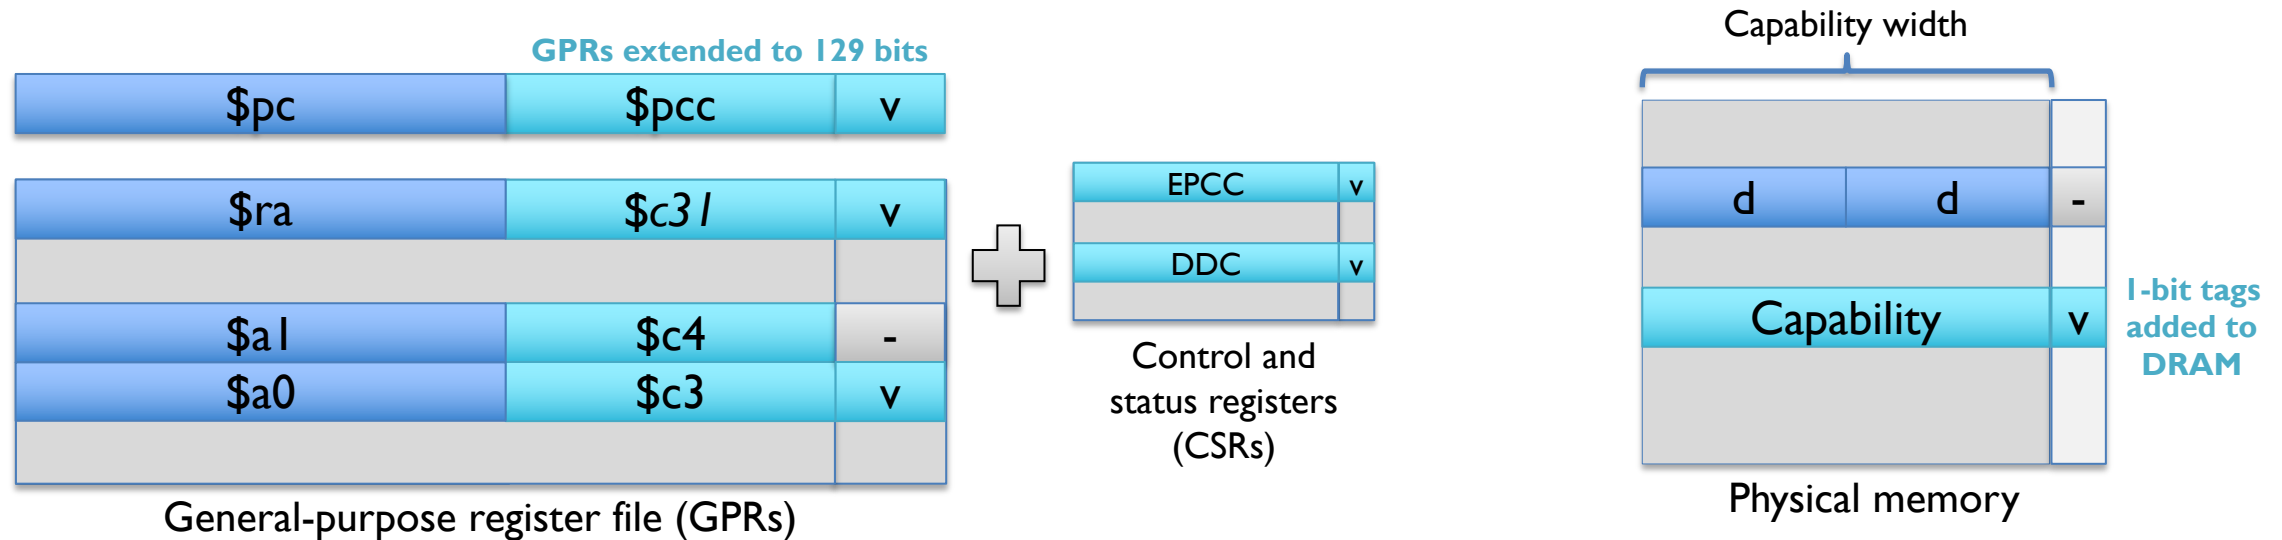 GPRs extended to 129 bits
$pc $pcc v
$ra $c31 v
$a1 $c4 -
$a0 $c3 v
General-purpose register file (GPRs)
EPCC v
DDC v
Control and
status registers
(CSRs)
Capability width
d d -
Capability v
1-bit tags
added to
DRAM
Physical memory